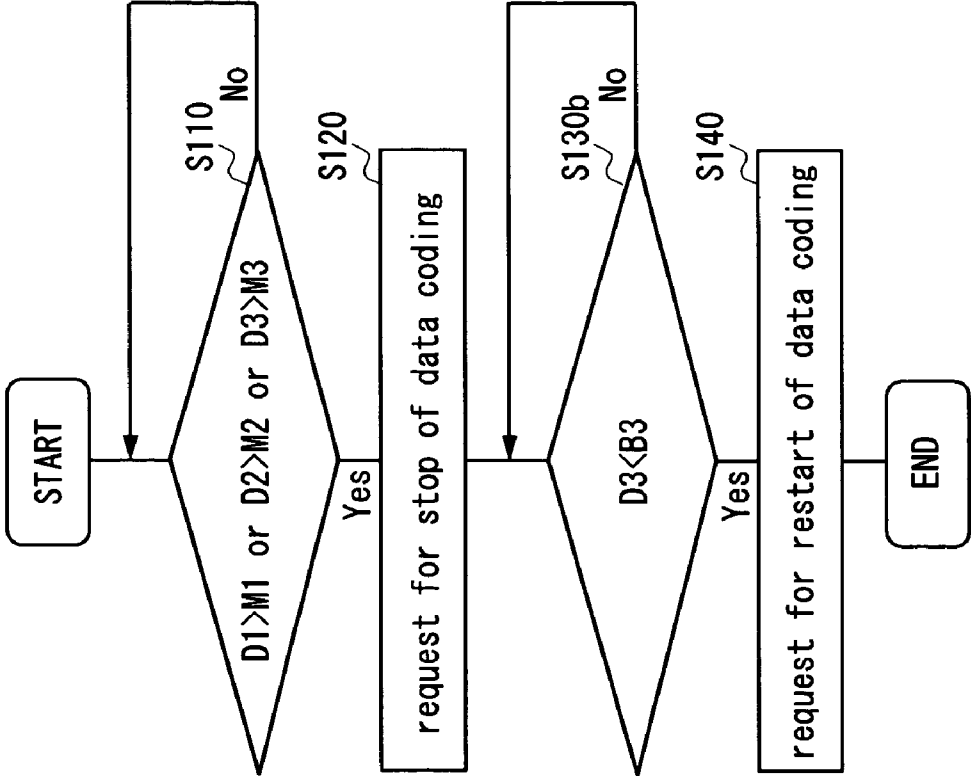 START
S110
D1>M1 or D2>M2 or D3>M3
No
Yes
S120
request for stop of data coding
S130b
D3<B3
No
Yes
S140
request for restart of data coding
END